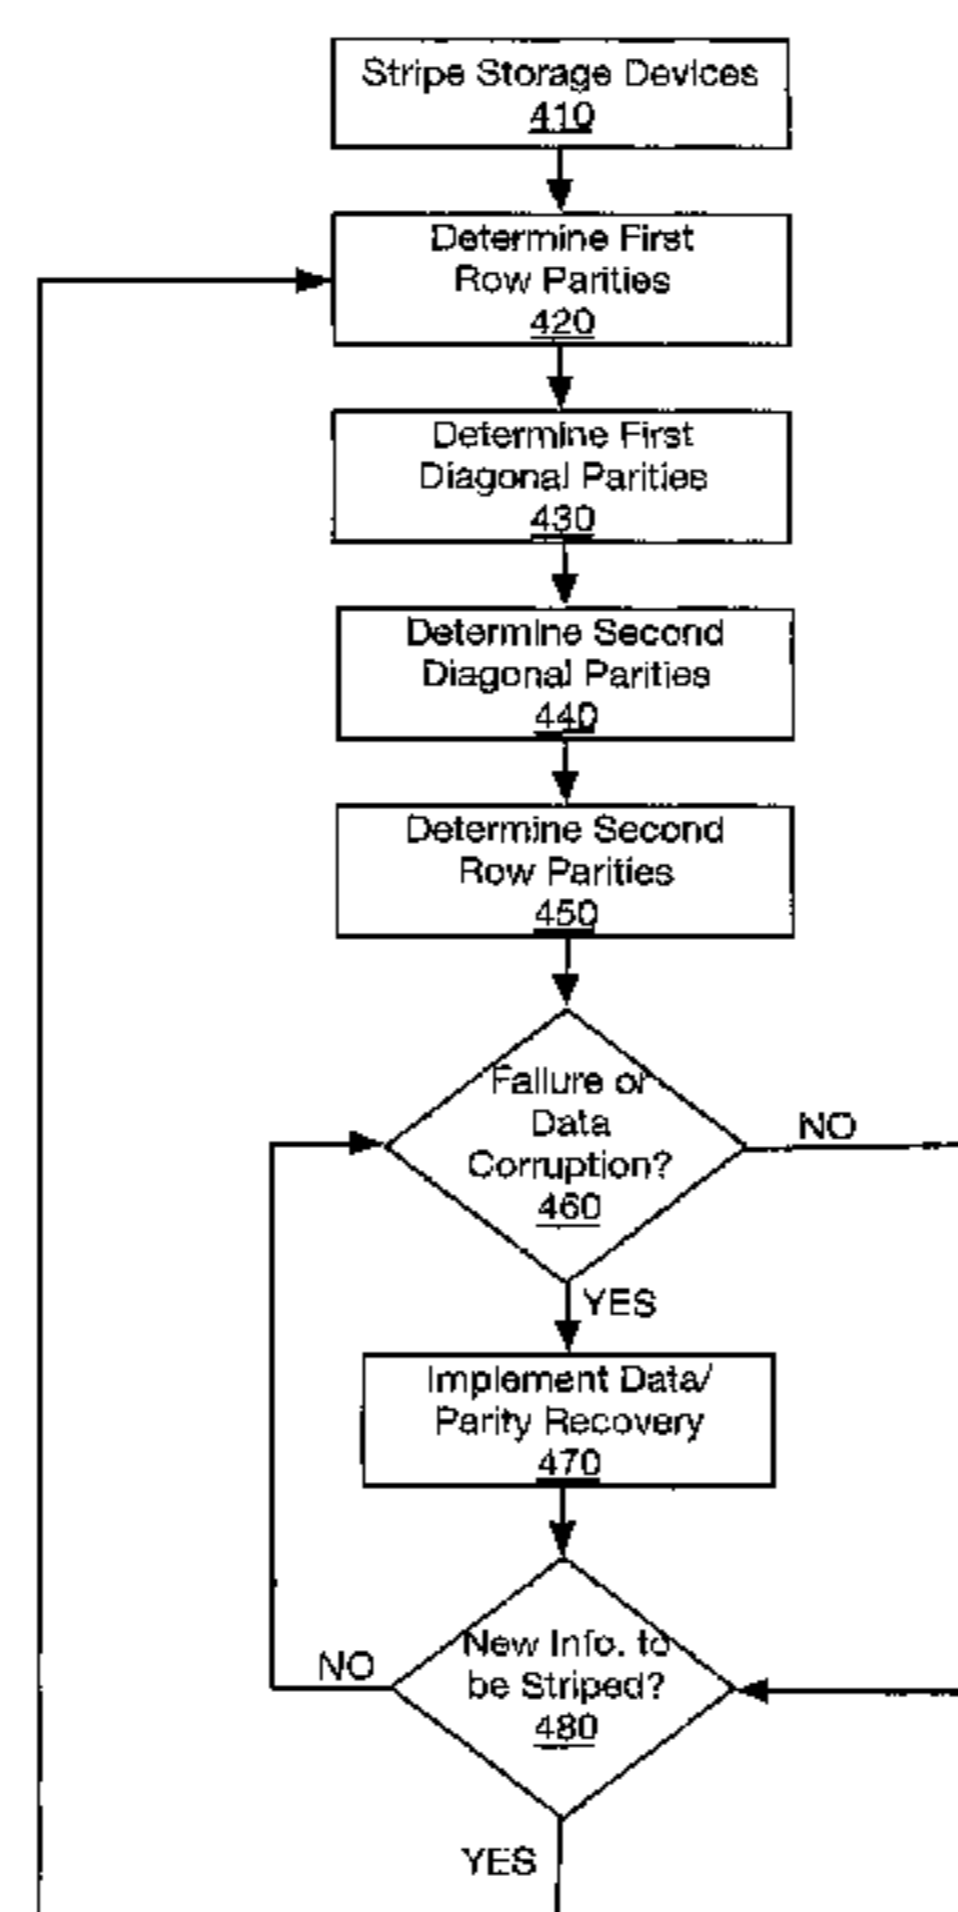 Stripe Storage Devices
410
Determine First
Row Parities
420
Determine First
Diagonal Parities
430
Determine Second
Diagonal Parities
440
Determine Second
Row Parities
450
Failure or
Data
Corruption?
460
NO
YES
Implement Data/
Parity Recovery
470
NO
New Info. to
be Striped?
480
YES